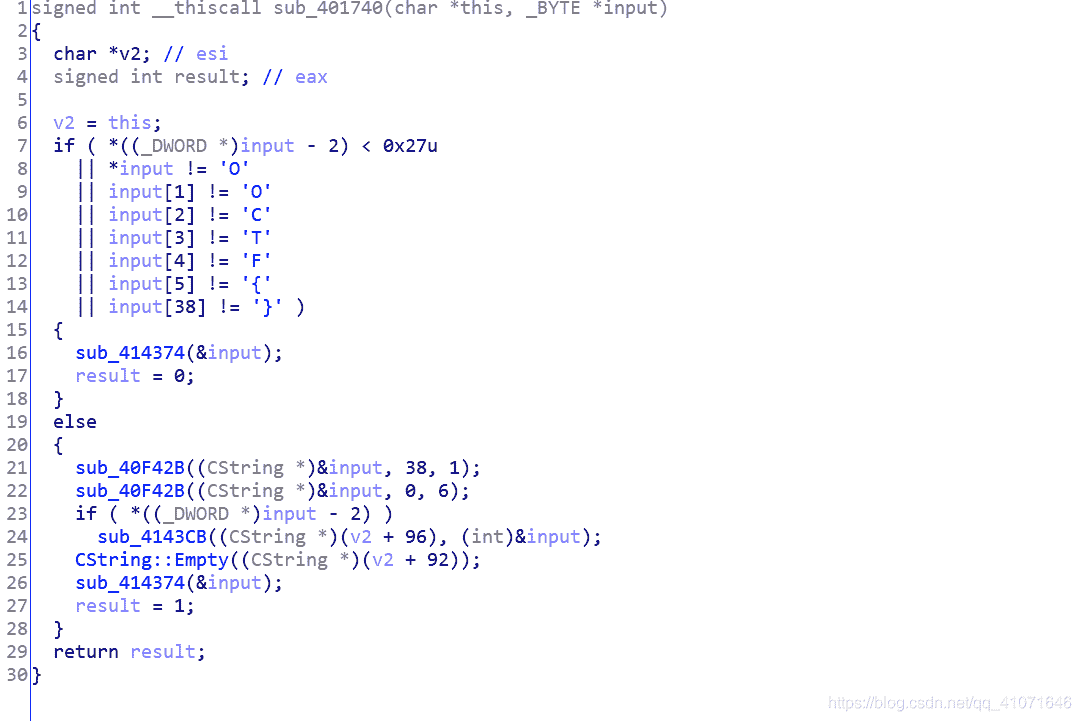 1 signed int __thiscall sub_401740(char *this, _BYTE *input)
2 {
3   char *v2; // esi
4   signed int result; // eax
5
6   v2 = this;
7   if ( *((_DWORD *)input - 2) < 0x27u
8     || *input != 'O'
9     || input[1] != 'O'
10     || input[2] != 'C'
11     || input[3] != 'T'
12     || input[4] != 'F'
13     || input[5] != '{'
14     || input[38] != '}' )
15   {
16     sub_414374(&input);
17     result = 0;
18   }
19   else
20   {
21     sub_40F42B((CString *)&input, 38, 1);
22     sub_40F42B((CString *)&input, 0, 6);
23     if ( *((_DWORD *)input - 2) )
24       sub_4143CB((CString *)(v2 + 96), (int)&input);
25     CString::Empty((CString *)(v2 + 92));
26     sub_414374(&input);
27     result = 1;
28   }
29   return result;
30 }
https://blog.csdn.net/qq_41071646